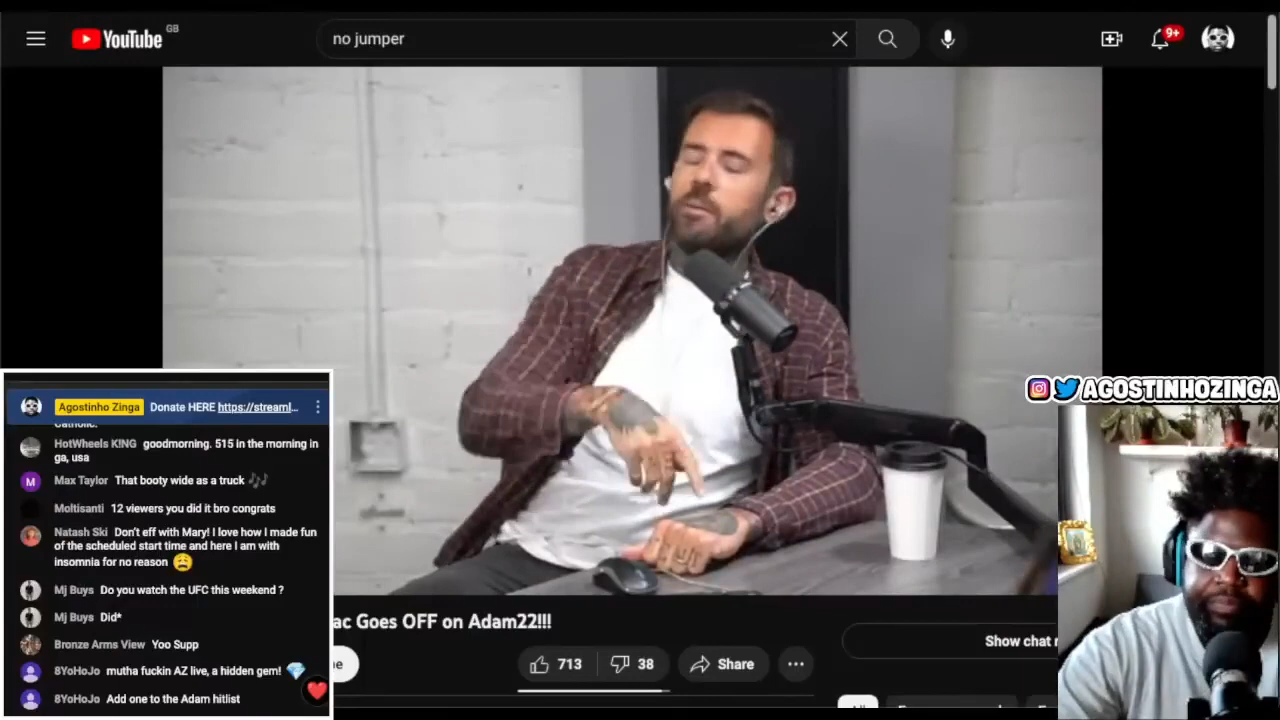 YouTube GB
no jumper
9+
Agostinho Zinga Donate HERE https://streaml...
Catholic.
HotWheels KING goodmorning. 515 in the morning in
ga, usa
M Max Taylor That booty wide as a truck 🎶
Moltisanti 12 viewers you did it bro congrats
Natash Ski Don't eff with Mary! I love how I made fun
of the scheduled start time and here I am with
insomnia for no reason 😩
Mj Buys Do you watch the UFC this weekend ?
Mj Buys Did*
Bronze Arms View Yoo Supp
8YoHoJo mutha fuckin AZ live, a hidden gem! 💎
8YoHoJo Add one to the Adam hitlist
ac Goes OFF on Adam22!!!
713
38
Share
Show chat r
AGOSTINHOZINGA